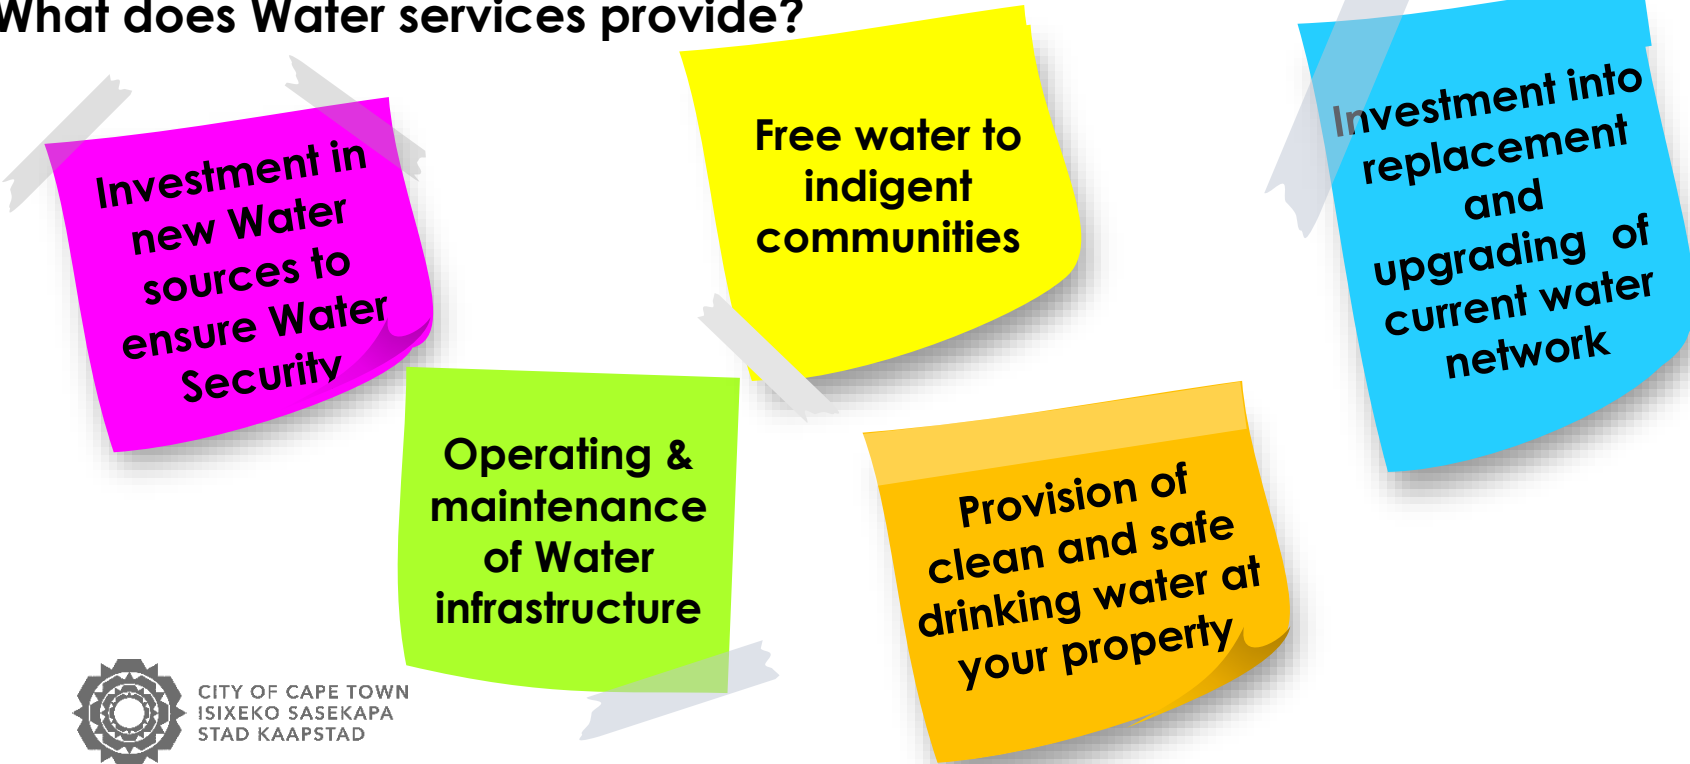 What does Water services provide?
Investment in
new Water
sources to
ensure Water
Security
Free water to
indigent
communities
Investment into
replacement
and
upgrading of
current water
network
Operating &
maintenance
of Water
infrastructure
Provision of
clean and safe
drinking water at
your property
CITY OF CAPE TOWN
ISIXEKO SASEKAPA
STAD KAAPSTAD